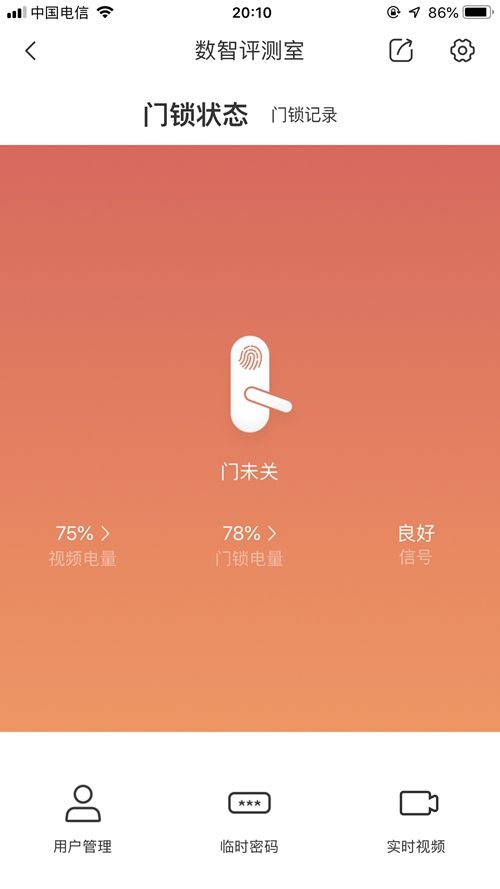 中国电信 20:10 86%
数智评测室
门锁状态 门锁记录
门未关
75% 78% 良好
视频电量 门锁电量 信号
***
用户管理 临时密码 实时视频